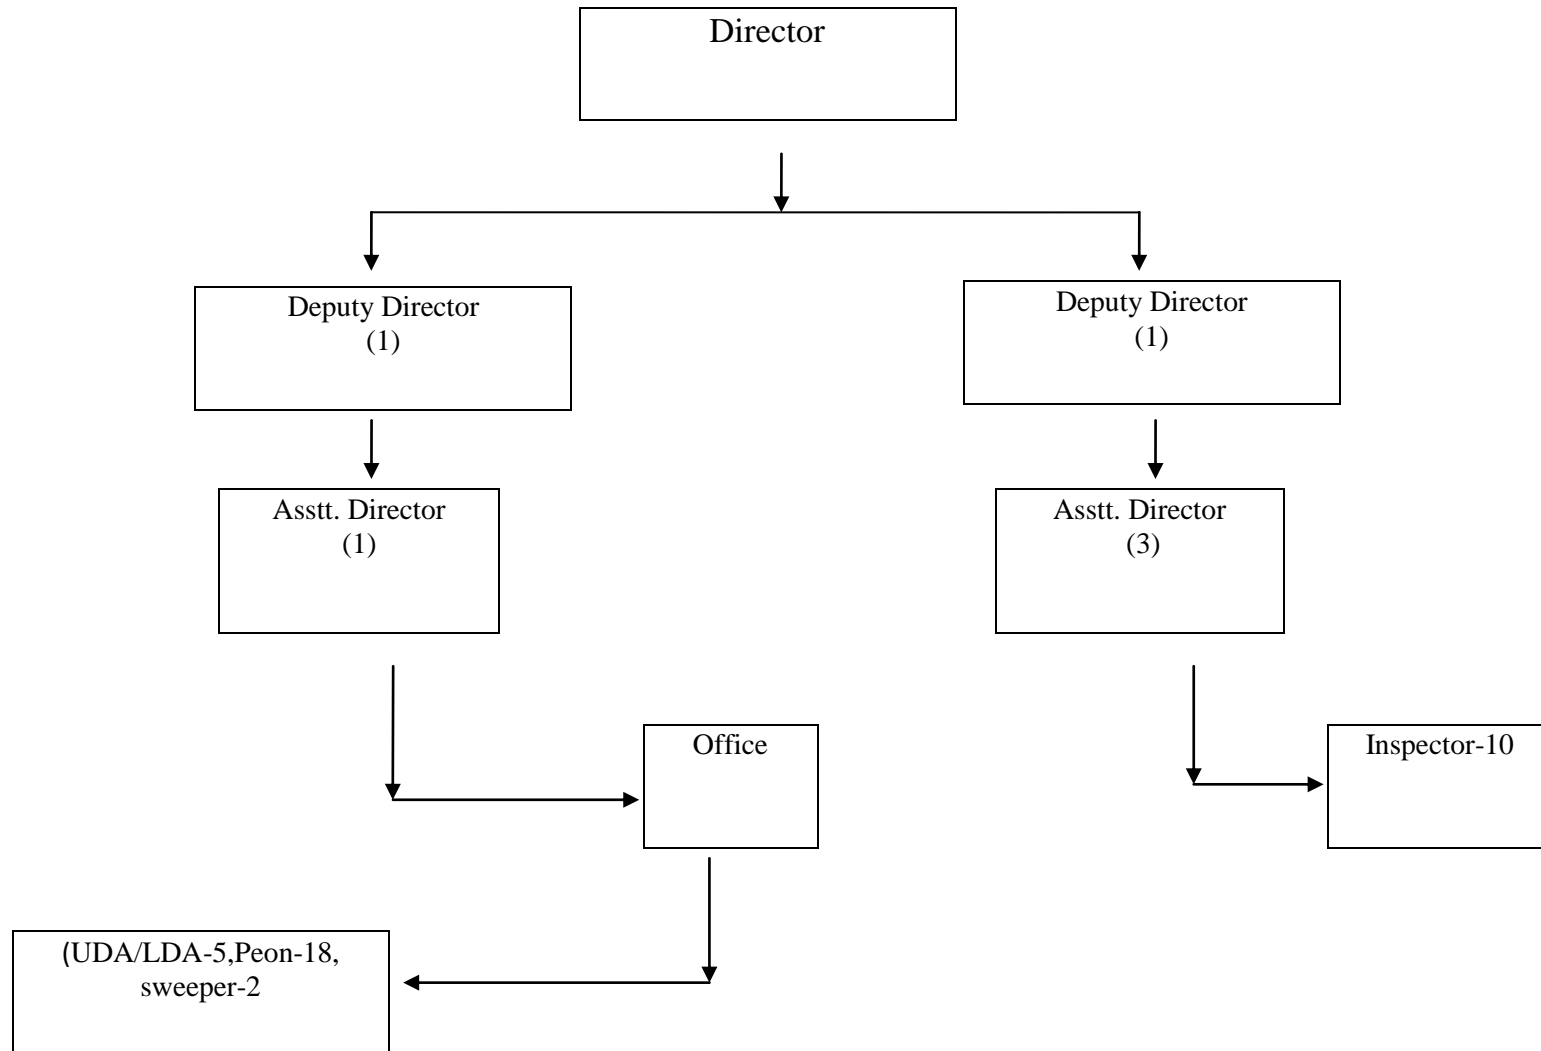 Director
Deputy Director
(1)
Deputy Director
(1)
Asstt. Director
(1)
Asstt. Director
(3)
Office
Inspector-10
(UDA/LDA-5,Peon-18,
sweeper-2